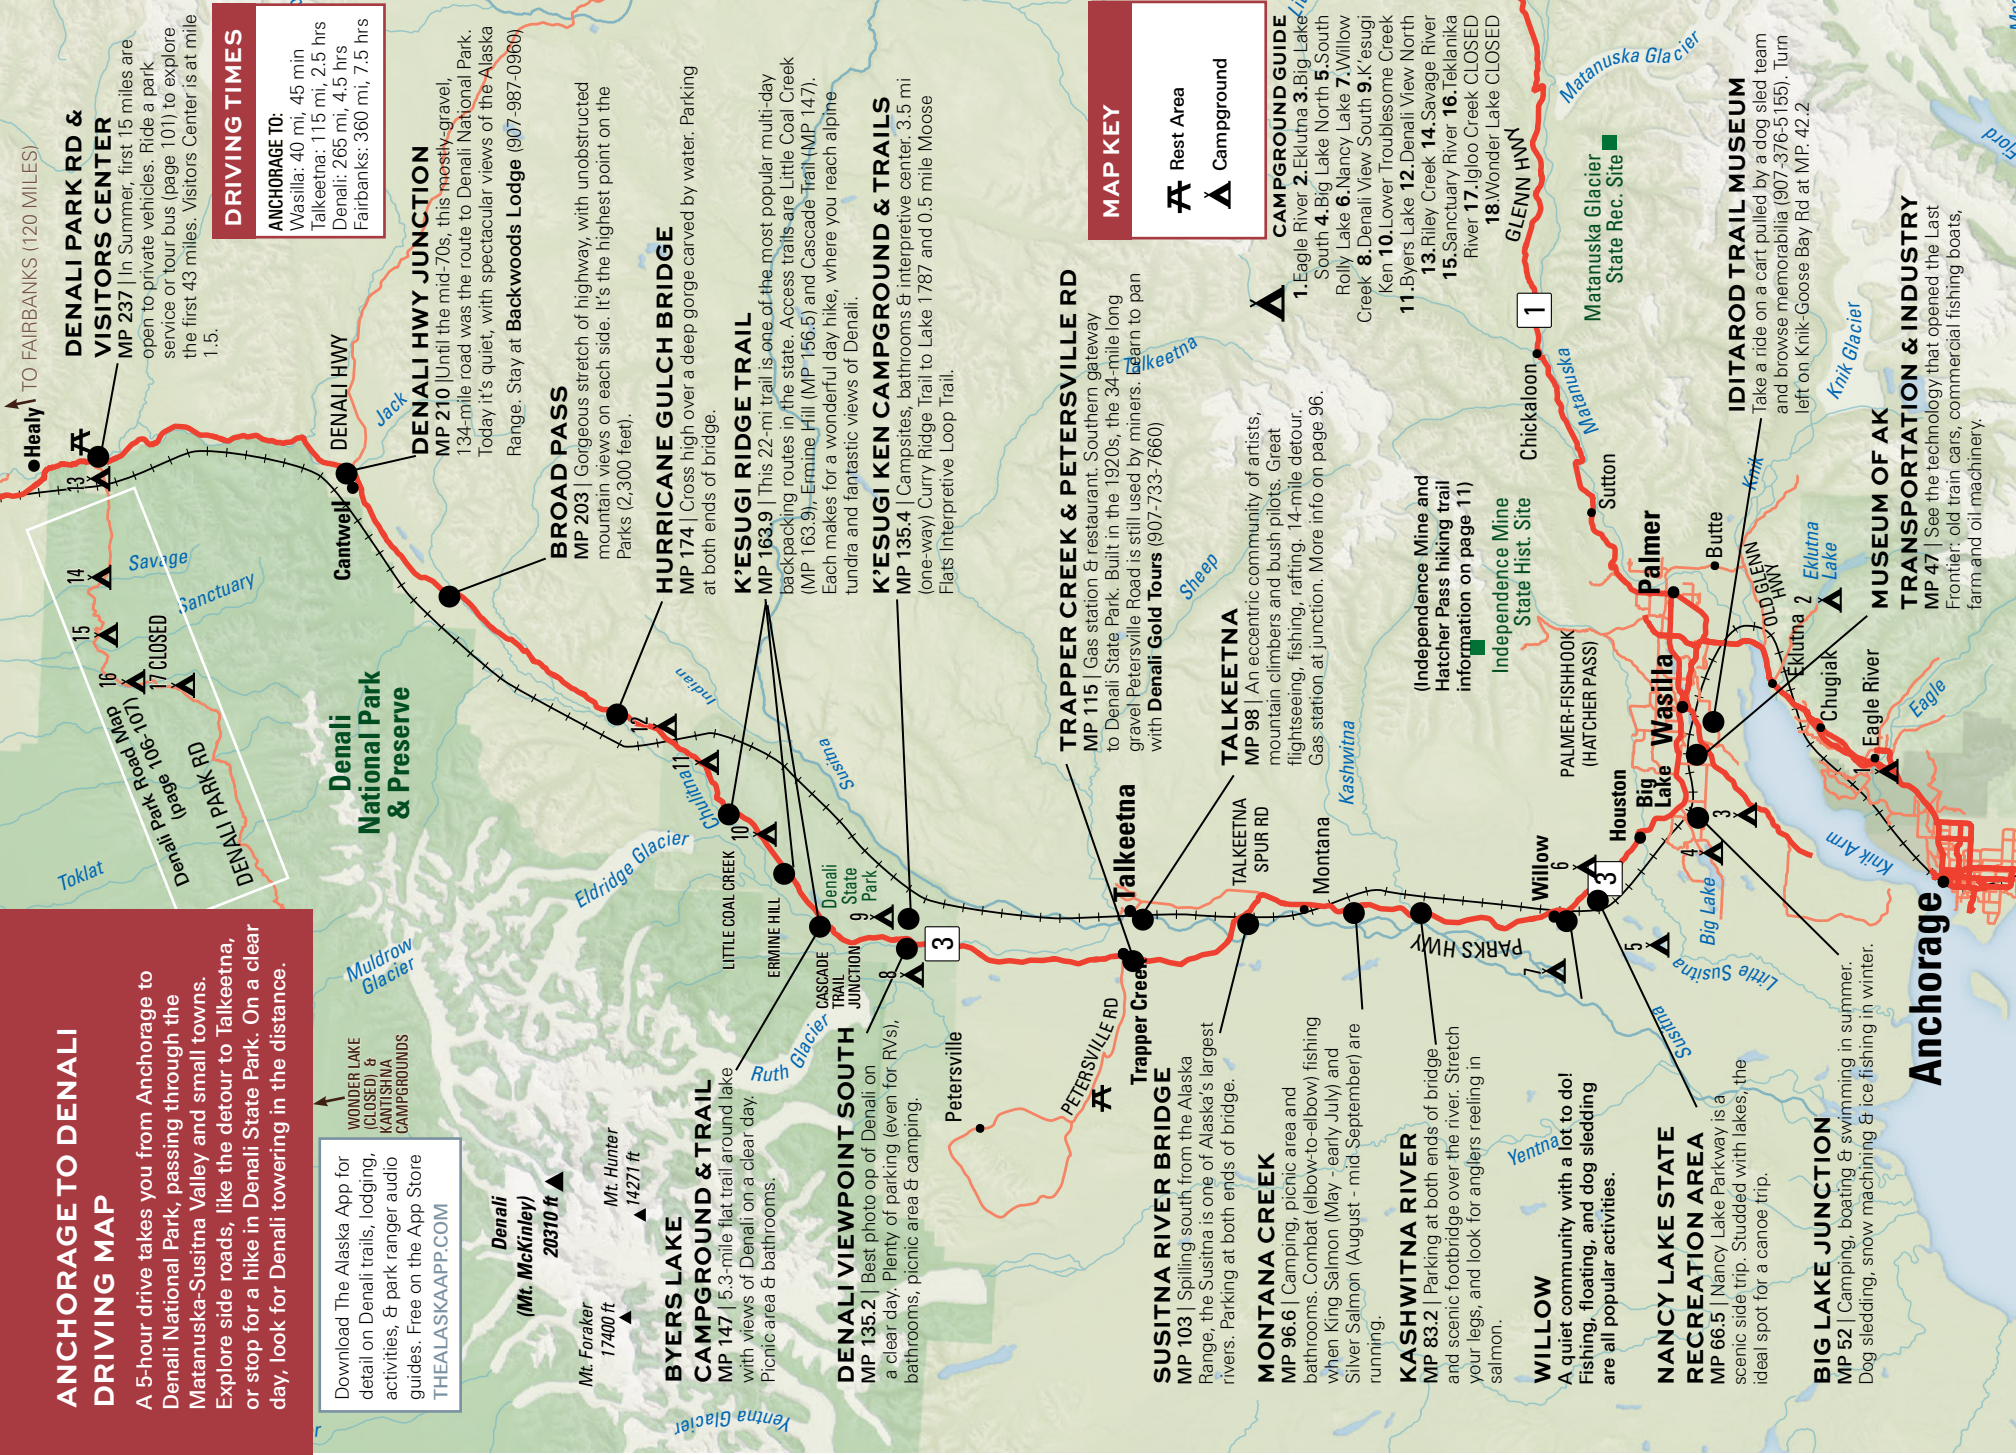 ANCHORAGE TO DENALI
DRIVING MAP
A 5-hour drive takes you from Anchorage to
Denali National Park, passing through the
Matanuska-Susitna Valley and small towns.
Explore side roads, like the detour to Talkeetna,
or stop for a hike in Denali State Park. On a clear
day, look for Denali towering in the distance.
Download The Alaska App for
detail on Denali trails, lodging,
activities, & park ranger audio
guides. Free on the App Store
THEALASKAAPP.COM
WONDER LAKE
(CLOSED) &
KANTISHNA
CAMPGROUNDS
TO FAIRBANKS (120 MILES)
Healy
DENALI PARK RD &
VISITORS CENTER
MP 237 | In Summer, first 15 miles are
open to private vehicles. Ride a park
service or tour bus (page 101) to explore
the first 43 miles. Visitors Center is at mile
1.5.
DRIVING TIMES
ANCHORAGE TO:
Wasilla: 40 mi, 45 min
Talkeetna: 115 mi, 2.5 hrs
Denali: 265 mi, 4.5 hrs
Fairbanks: 360 mi, 7.5 hrs
DENALI HWY JUNCTION
MP 210 |Until the mid-70s, this mostly-gravel,
134-mile road was the route to Denali National Park.
Today it's quiet, with spectacular views of the Alaska
Range. Stay at Backwoods Lodge (907-987-0960)
BROAD PASS
MP 203 | Gorgeous stretch of highway, with unobstructed
mountain views on each side. It's the highest point on the
Parks (2,300 feet).
HURRICANE GULCH BRIDGE
MP 174 | Cross high over a deep gorge carved by water. Parking
at both ends of bridge.
K'ESUGI RIDGE TRAIL
MP 163.9 | This 22-mi trail is one of the most popular multi-day
backpacking routes in the state. Access trails are Little Coal Creek
(MP 163.9), Ermine Hill (MP 156.5) and Cascade Trail (MP 147).
Each makes for a wonderful day hike, where you reach alpine
tundra and fantastic views of Denali.
K'ESUGI KEN CAMPGROUND & TRAILS
MP 135.4 | Campsites, bathrooms & interpretive center. 3.5 mi
(one-way) Curry Ridge Trail to Lake 1787 and 0.5 mile Moose
Flats Interpretive Loop Trail.
TRAPPER CREEK & PETERSVILLE RD
MP 115 | Gas station & restaurant. Southern gateway
to Denali State Park. Built in the 1920s, the 34-mile long
gravel Petersville Road is still used by miners. Learn to pan
with Denali Gold Tours (907-733-7660)
TALKEETNA
MP 98 | An eccentric community of artists,
mountain climbers and bush pilots. Great
flightseeing, fishing, rafting. 14-mile detour.
Gas station at junction. More info on page 96.
MAP KEY
Rest Area
Campground
CAMPGROUND GUIDE
1.Eagle River 2.Eklutna 3.Big Lake
South 4.Big Lake North 5.South
Rolly Lake 6.Nancy Lake 7.Willow
Creek 8.Denali View South 9.K'esugi
Ken 10.Lower Troublesome Creek
11.Byers Lake 12.Denali View North
13.Riley Creek 14.Savage River
15.Sanctuary River 16.Teklanika
River 17.Igloo Creek CLOSED
18.Wonder Lake CLOSED
(Independence Mine and
Hatcher Pass hiking trail
information on page 11)
Independence Mine
State Hist. Site
Matanuska Glacier
State Rec. Site
IDITAROD TRAIL MUSEUM
Take a ride on a cart pulled by a dog sled team
and browse memorabilia (907-376-5155). Turn
left on Knik-Goose Bay Rd at MP. 42.2
MUSEUM OF AK
TRANSPORTATION & INDUSTRY
MP 47 | See the technology that opened the Last
Frontier: old train cars, commercial fishing boats,
farm and oil machinery.
BYERS LAKE
CAMPGROUND & TRAIL
MP 147 | 5.3-mile flat trail around lake
with views of Denali on a clear day.
Picnic area & bathrooms.
DENALI VIEWPOINT SOUTH
MP 135.2 | Best photo op of Denali on
a clear day. Plenty of parking (even for RVs),
bathrooms, picnic area & camping.
SUSITNA RIVER BRIDGE
MP 103 | Spilling south from the Alaska
Range, the Susitna is one of Alaska's largest
rivers. Parking at both ends of bridge.
MONTANA CREEK
MP 96.6 | Camping, picnic area and
bathrooms. Combat (elbow-to-elbow) fishing
when King Salmon (May - early July) and
Silver Salmon (August - mid September) are
running.
KASHWITNA RIVER
MP 83.2 | Parking at both ends of bridge
and scenic footbridge over the river. Stretch
your legs, and look for anglers reeling in
salmon.
WILLOW
A quiet community with a lot to do!
Fishing, floating, and dog sledding
are all popular activities.
NANCY LAKE STATE
RECREATION AREA
MP 66.5 | Nancy Lake Parkway is a
scenic side trip. Studded with lakes, the
ideal spot for a canoe trip.
BIG LAKE JUNCTION
MP 52 | Camping, boating & swimming in summer.
Dog sledding, snow machining & ice fishing in winter.
Denali Park Road Map
(page 106-107)
DENALI PARK RD
13
14
15
16
17 CLOSED
Savage
Sanctuary
Toklat
Denali
National Park
& Preserve
Cantwell
DENALI HWY
Jack
Muldrow
Glacier
Eldridge Glacier
Ruth Glacier
Yentna Glacier
Denali
(Mt. McKinley)
20310 ft
Mt. Hunter
14271 ft
Mt. Foraker
17400 ft
Indian
Chulitna
Susitna
12
11
10
9
8
LITTLE COAL CREEK
ERMINE HILL
CASCADE
TRAIL
JUNCTION
Denali
State
Park
3
Petersville
PETERSVILLE RD
Trapper Creek
Talkeetna
Talkeetna
Sheep
TALKEETNA
SPUR RD
Montana
Kashwitna
PARKS HWY
Willow
7
6
3
5
Houston
Big
Lake
4
3
Big Lake
Little Susitna
Susitna
Yentna
PALMER-FISHHOOK
(HATCHER PASS)
Wasilla
Palmer
Butte
Sutton
Chickaloon
1
GLENN HWY
Matanuska
Matanuska Glacier
Knik Glacier
Knik
OLD GLENN
HWY
Eklutna
2
Eklutna
Lake
Chugiak
Eagle River
1
Eagle
Knik Arm
Anchorage
Fjord